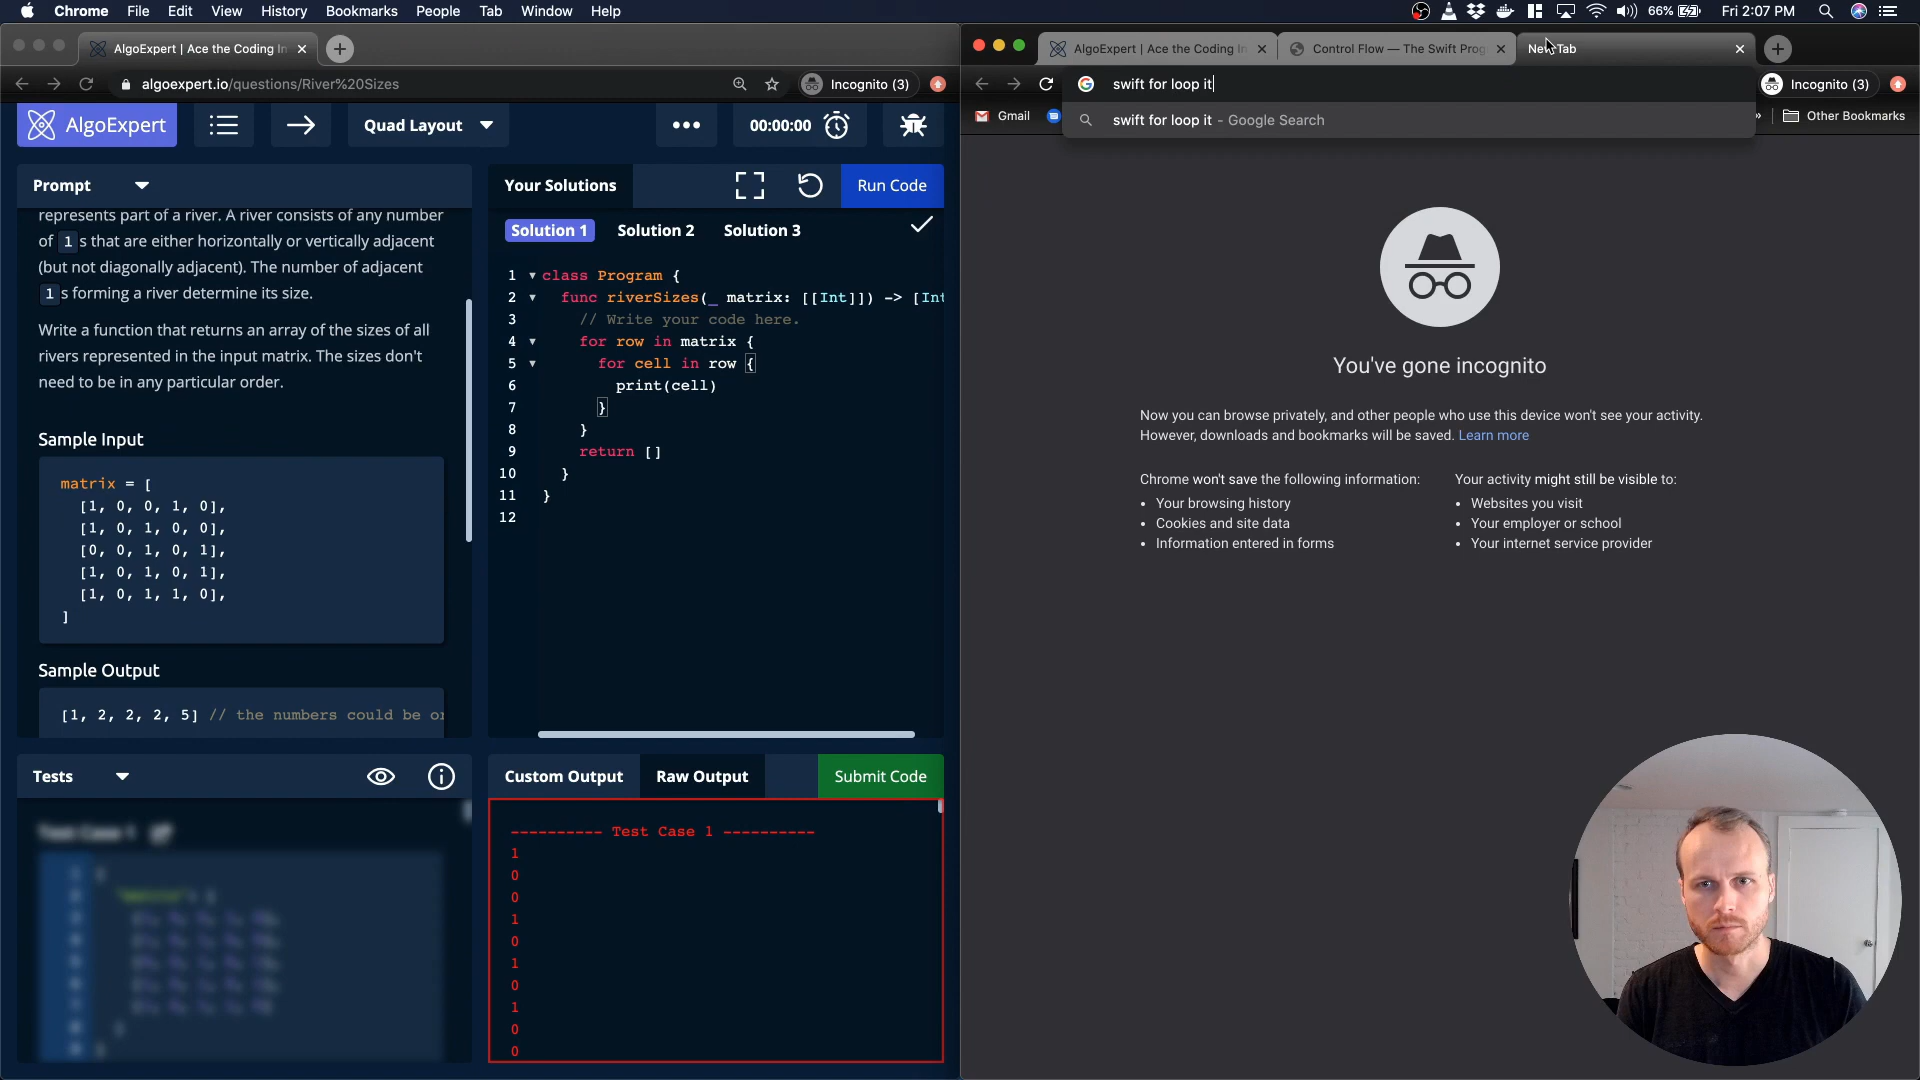 Chrome File Edit View History Bookmarks People Tab Window Help
66% Fri 2:07 PM
AlgoExpert | Ace the Coding In
algoexpert.io/questions/River%20Sizes
Incognito (3)
AlgoExpert
Quad Layout
00:00:00
Prompt
represents part of a river. A river consists of any number
of 1 s that are either horizontally or vertically adjacent
(but not diagonally adjacent). The number of adjacent
1 s forming a river determine its size.
Write a function that returns an array of the sizes of all
rivers represented in the input matrix. The sizes don't
need to be in any particular order.
Sample Input
matrix = [
[1, 0, 0, 1, 0],
[1, 0, 1, 0, 0],
[0, 0, 1, 0, 1],
[1, 0, 1, 0, 1],
[1, 0, 1, 1, 0],
]
Sample Output
[1, 2, 2, 2, 5] // the numbers could be or
Tests
Your Solutions
Run Code
Solution 1 Solution 2 Solution 3
1 class Program {
2 func riverSizes(_ matrix: [[Int]]) -> [Int
3 // Write your code here.
4 for row in matrix {
5 for cell in row {
6 print(cell)
7 }
8 }
9 return []
10 }
11 }
12
Custom Output Raw Output Submit Code
---------- Test Case 1 ----------
1
0
0
1
0
1
0
1
0
0
AlgoExpert | Ace the Coding In
Control Flow — The Swift Prog
New Tab
swift for loop it
Incognito (3)
swift for loop it - Google Search
Gmail
» Other Bookmarks
You've gone incognito
Now you can browse privately, and other people who use this device won't see your activity.
However, downloads and bookmarks will be saved. Learn more
Chrome won't save the following information:
• Your browsing history
• Cookies and site data
• Information entered in forms
Your activity might still be visible to:
• Websites you visit
• Your employer or school
• Your internet service provider